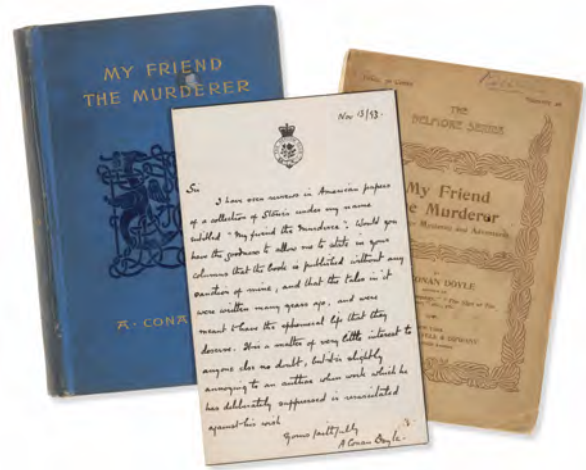 MY FRIEND
THE MURDERER
A. CONA
Nov 13/93.
Sir
I have seen reviews in American papers
of a collection of Stories under my name
entitled "My friend the Murderer". Would you
have the goodness to allow me to state in your
columns that the book is published without any
sanction of mine, and that the tales in it
were written many years ago, and were
meant to have the ephemeral life that they
deserve. It is a matter of very little interest to
anyone else no doubt, but it is slightly
annoying to an author when work which he
has deliberately suppressed is resuscitated
against his wish
Yours faithfully
A Conan Doyle.
THE
BELMORE SERIES
My Friend
the Murderer
Mysteries and Adventures
BY
CONAN DOYLE